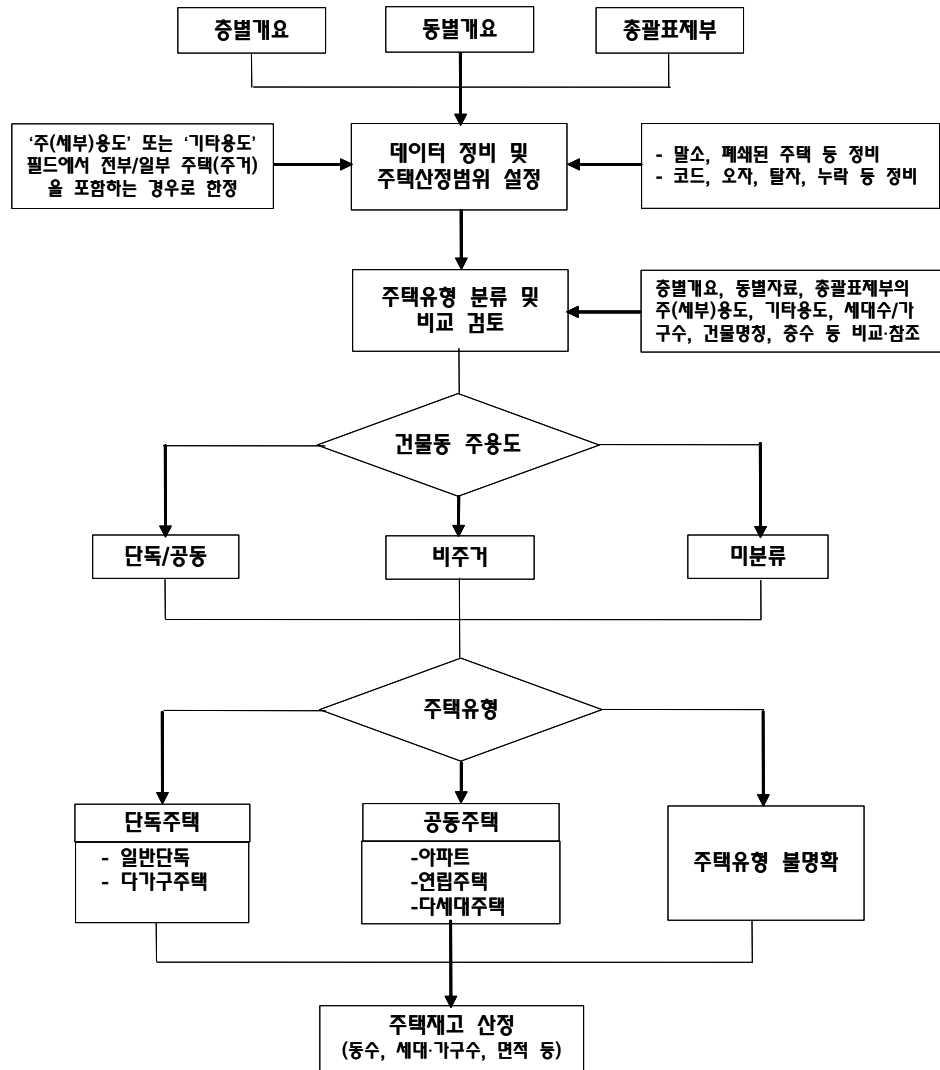 층별개요
동별개요
총괄표제부
‘주(세부)용도’ 또는 ‘기타용도’
필드에서 전부/일부 주택(주거)
을 포함하는 경우로 한정
데이터 정비 및
주택산정범위 설정
- 말소, 폐쇄된 주택 등 정비
- 코드, 오자, 탈자, 누락 등 정비
주택유형 분류 및
비교 검토
층별개요, 동별자료, 총괄표제부의
주(세부)용도, 기타용도, 세대수/가
구수, 건물명칭, 층수 등 비교·참조
건물동 주용도
단독/공동
비주거
미분류
주택유형
단독주택
- 일반단독
- 다가구주택
공동주택
-아파트
-연립주택
-다세대주택
주택유형 불명확
주택재고 산정
(동수, 세대·가구수, 면적 등)